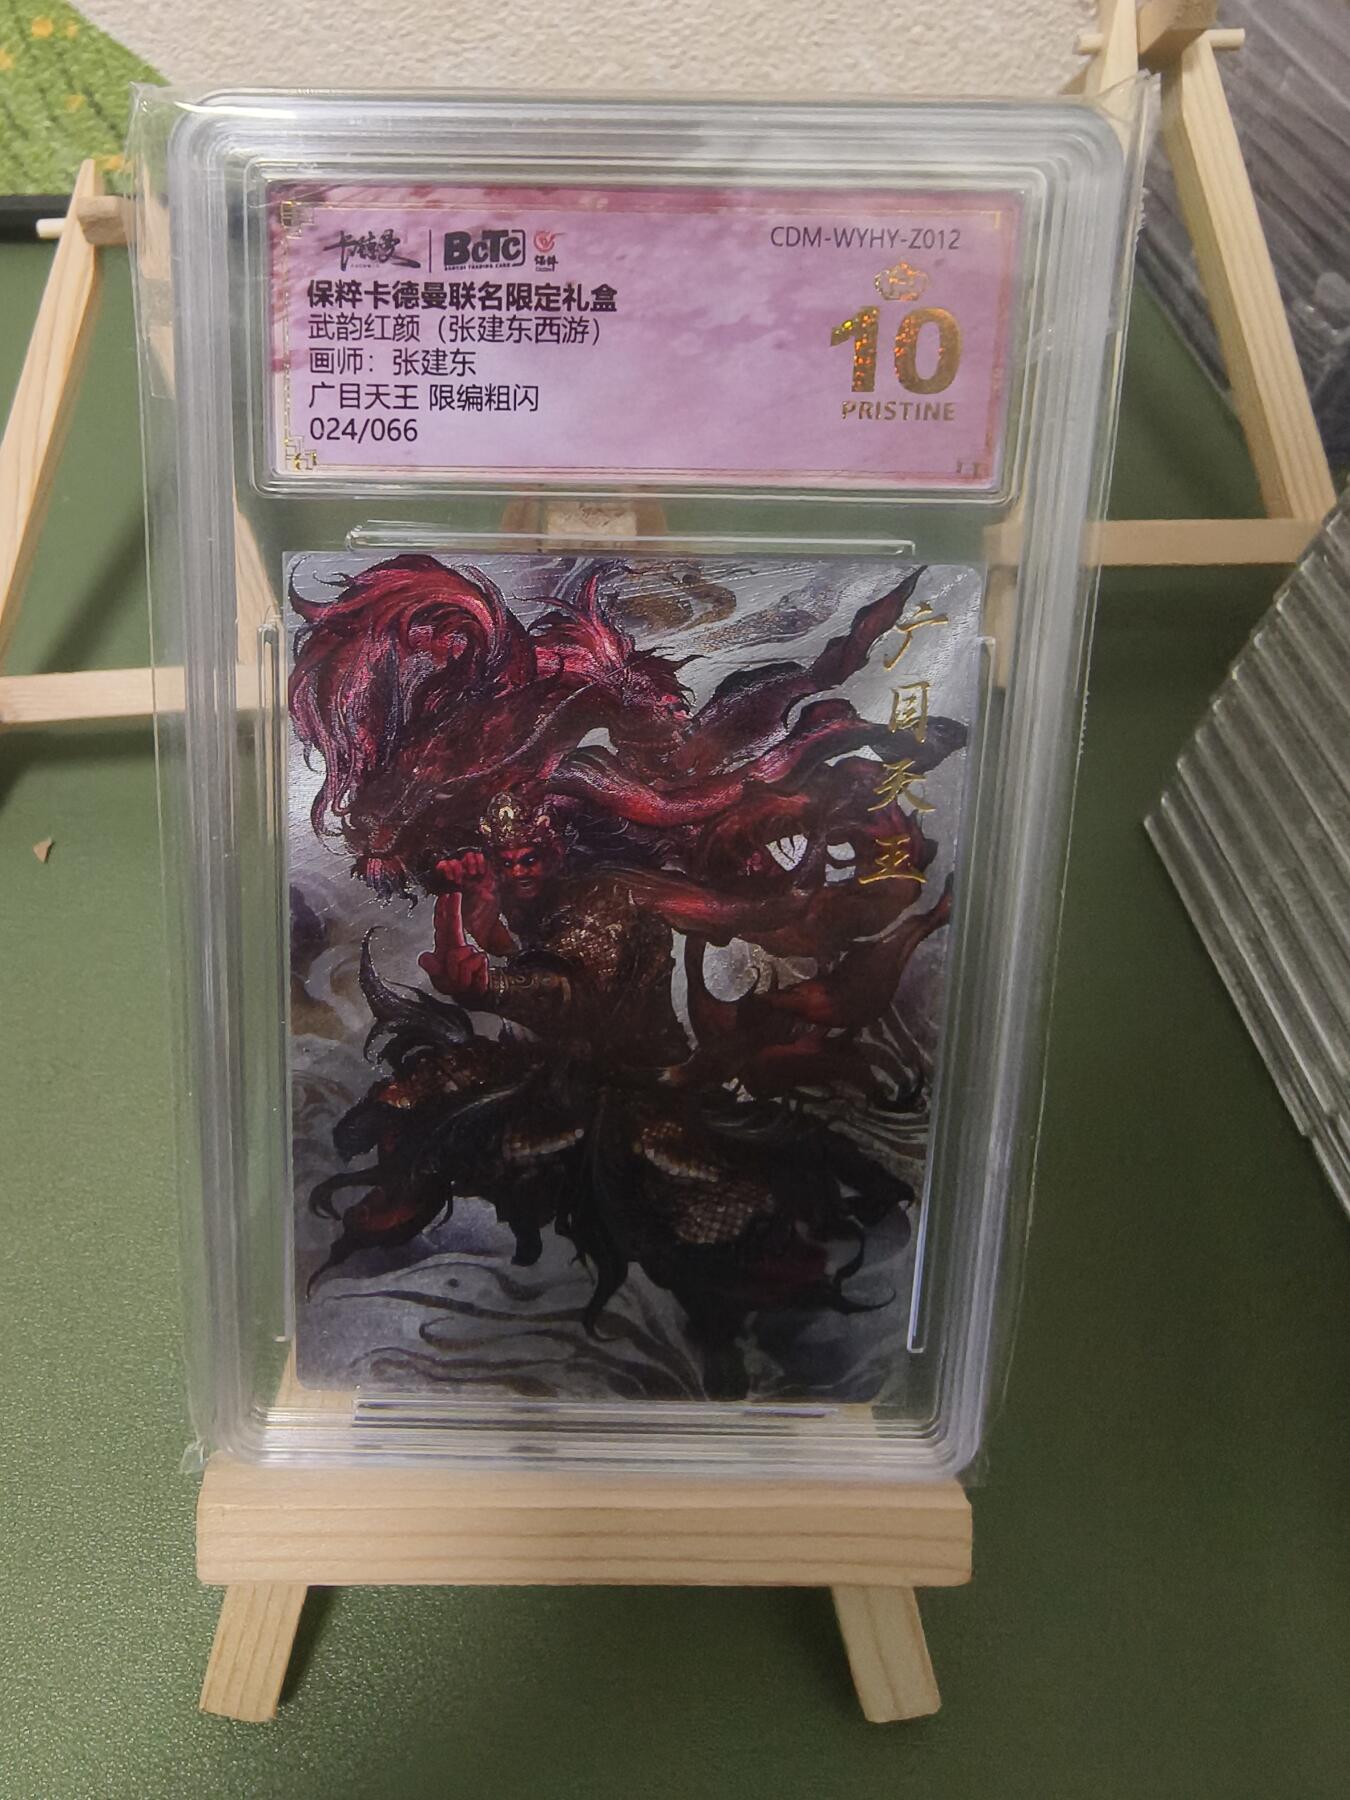 卡德曼 | BCTC 保粹
CDM-WYHY-Z012
保粹卡德曼联名限定礼盒
武韵红颜（张建东西游）
画师：张建东
广目天王 限编粗闪
024/066
10
PRISTINE
广
目
天
王